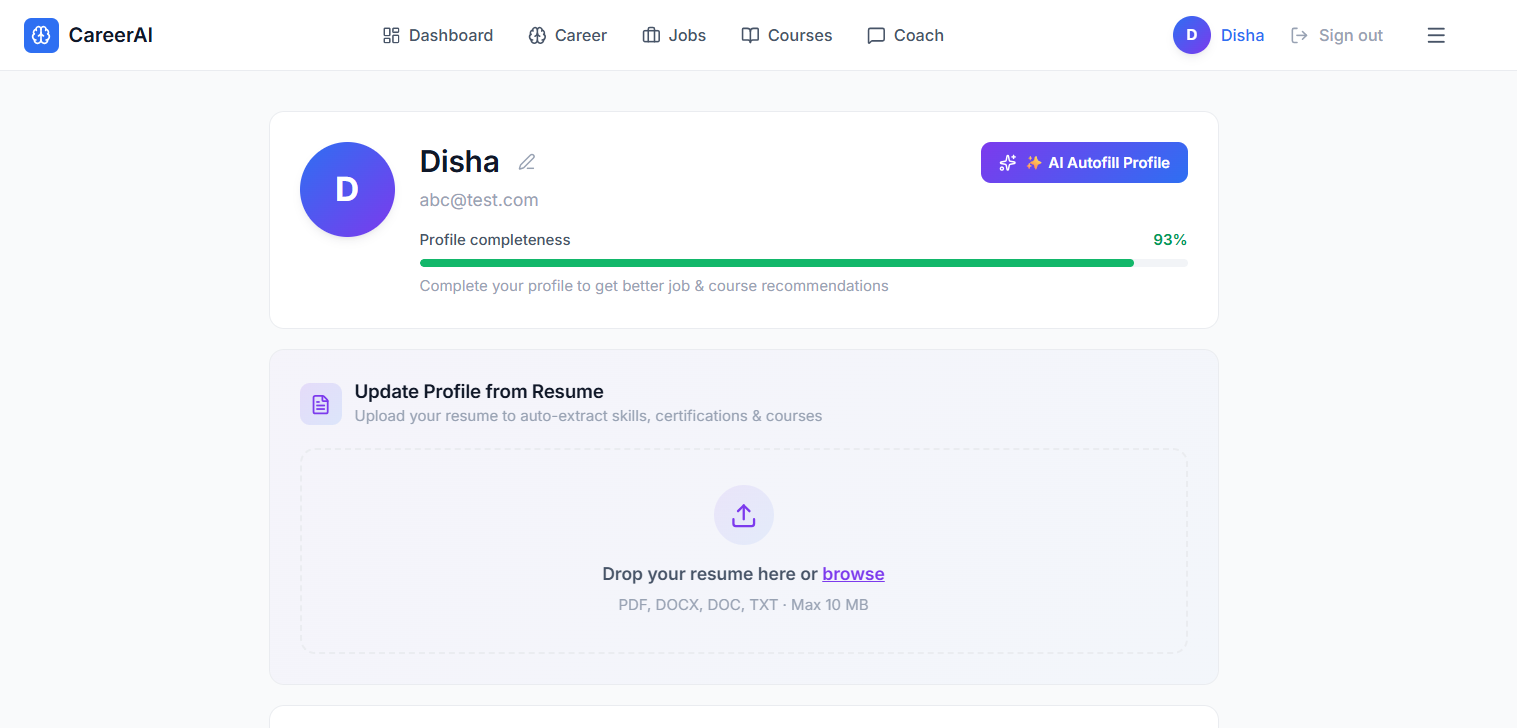 CareerAI
Dashboard
Career
Jobs
Courses
Coach
D
Disha
Sign out
D
Disha
✨ AI Autofill Profile
abc@test.com
Profile completeness
93%
Complete your profile to get better job & course recommendations
Update Profile from Resume
Upload your resume to auto-extract skills, certifications & courses
Drop your resume here or browse
PDF, DOCX, DOC, TXT · Max 10 MB